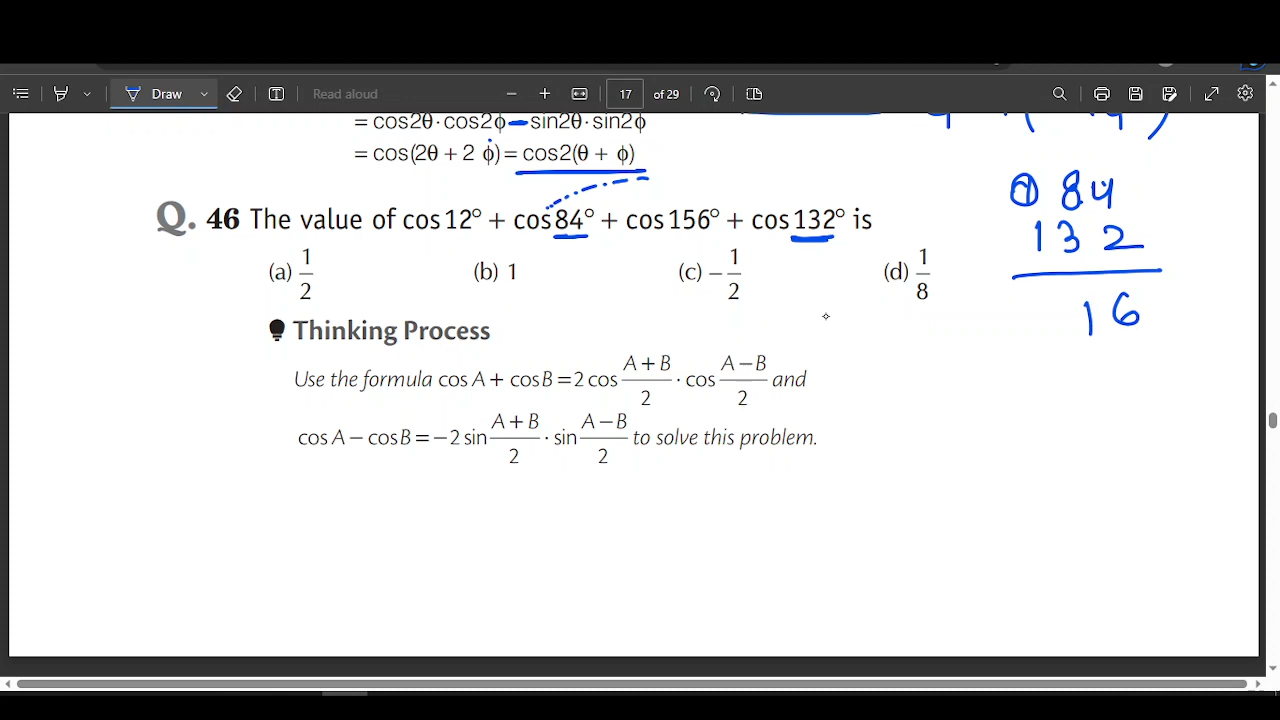 Draw Read aloud 17 of 29
= cos2θ·cos2ϕ – sin2θ·sin2ϕ
= cos(2θ + 2 ϕ) = cos2(θ + ϕ)
Q. 46 The value of cos 12° + cos 84° + cos 156° + cos 132° is
(a) 1/2 (b) 1 (c) – 1/2 (d) 1/8
Thinking Process
Use the formula cos A + cos B = 2 cos (A + B)/2 · cos (A – B)/2 and
cos A – cos B = –2 sin (A + B)/2 · sin (A – B)/2 to solve this problem.
84
132
16